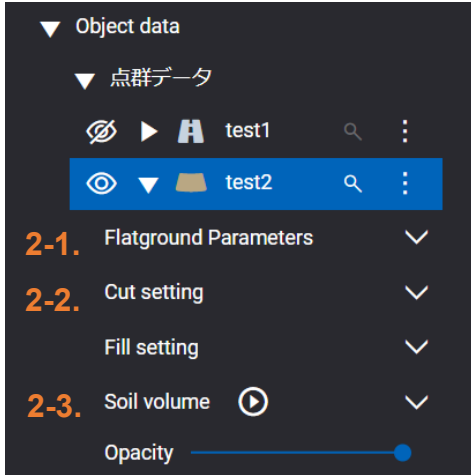 Object data
点群データ
test1
test2
2-1. Flatground Parameters
2-2. Cut setting
Fill setting
2-3. Soil volume
Opacity